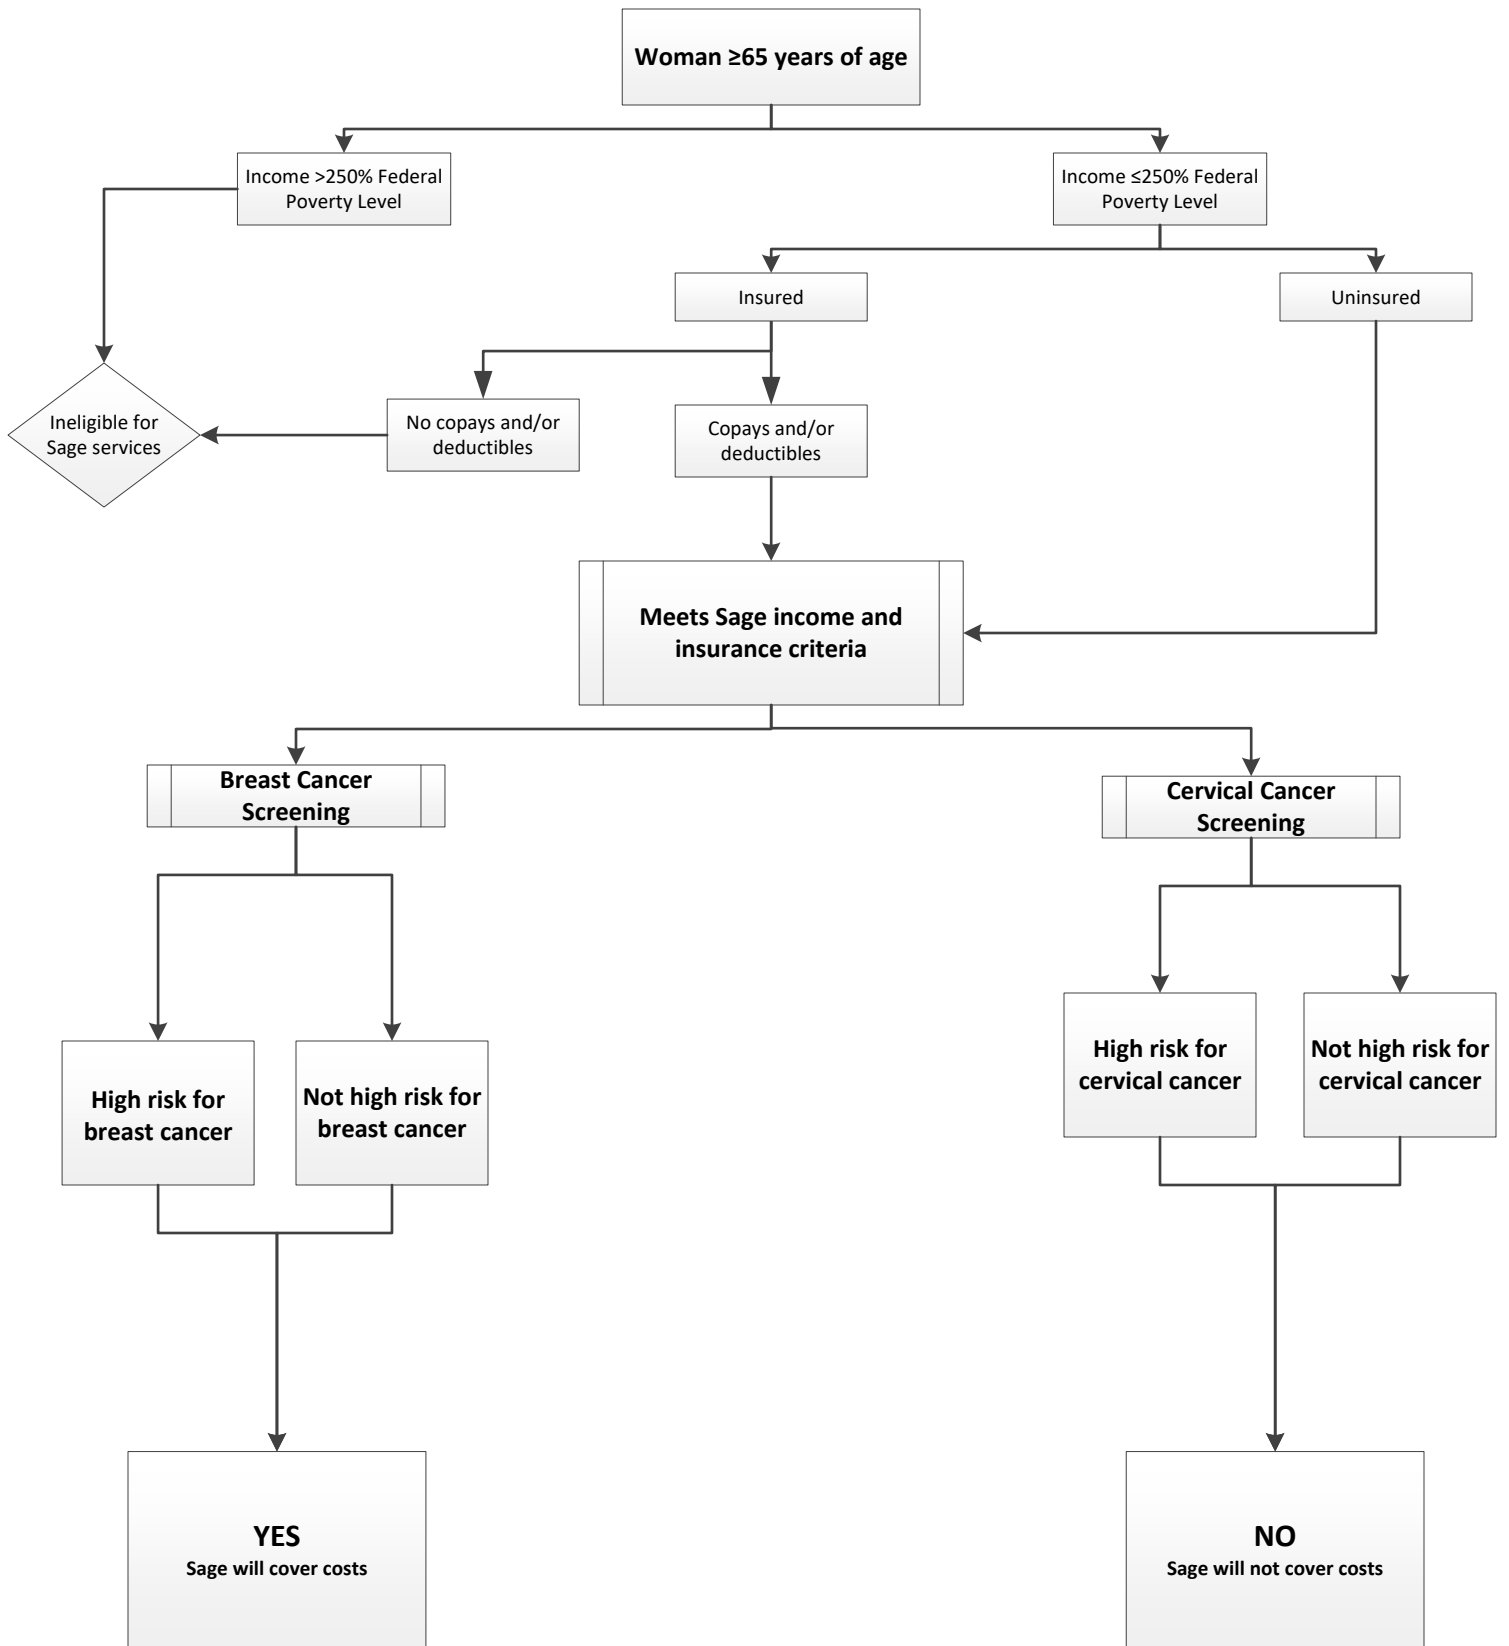 Woman ≥65 years of age
Income >250% Federal
Poverty Level
Income ≤250% Federal
Poverty Level
Insured
Uninsured
Ineligible for
Sage services
No copays and/or
deductibles
Copays and/or
deductibles
Meets Sage income and
insurance criteria
Breast Cancer
Screening
Cervical Cancer
Screening
High risk for
breast cancer
Not high risk for
breast cancer
High risk for
cervical cancer
Not high risk for
cervical cancer
YES
Sage will cover costs
NO
Sage will not cover costs